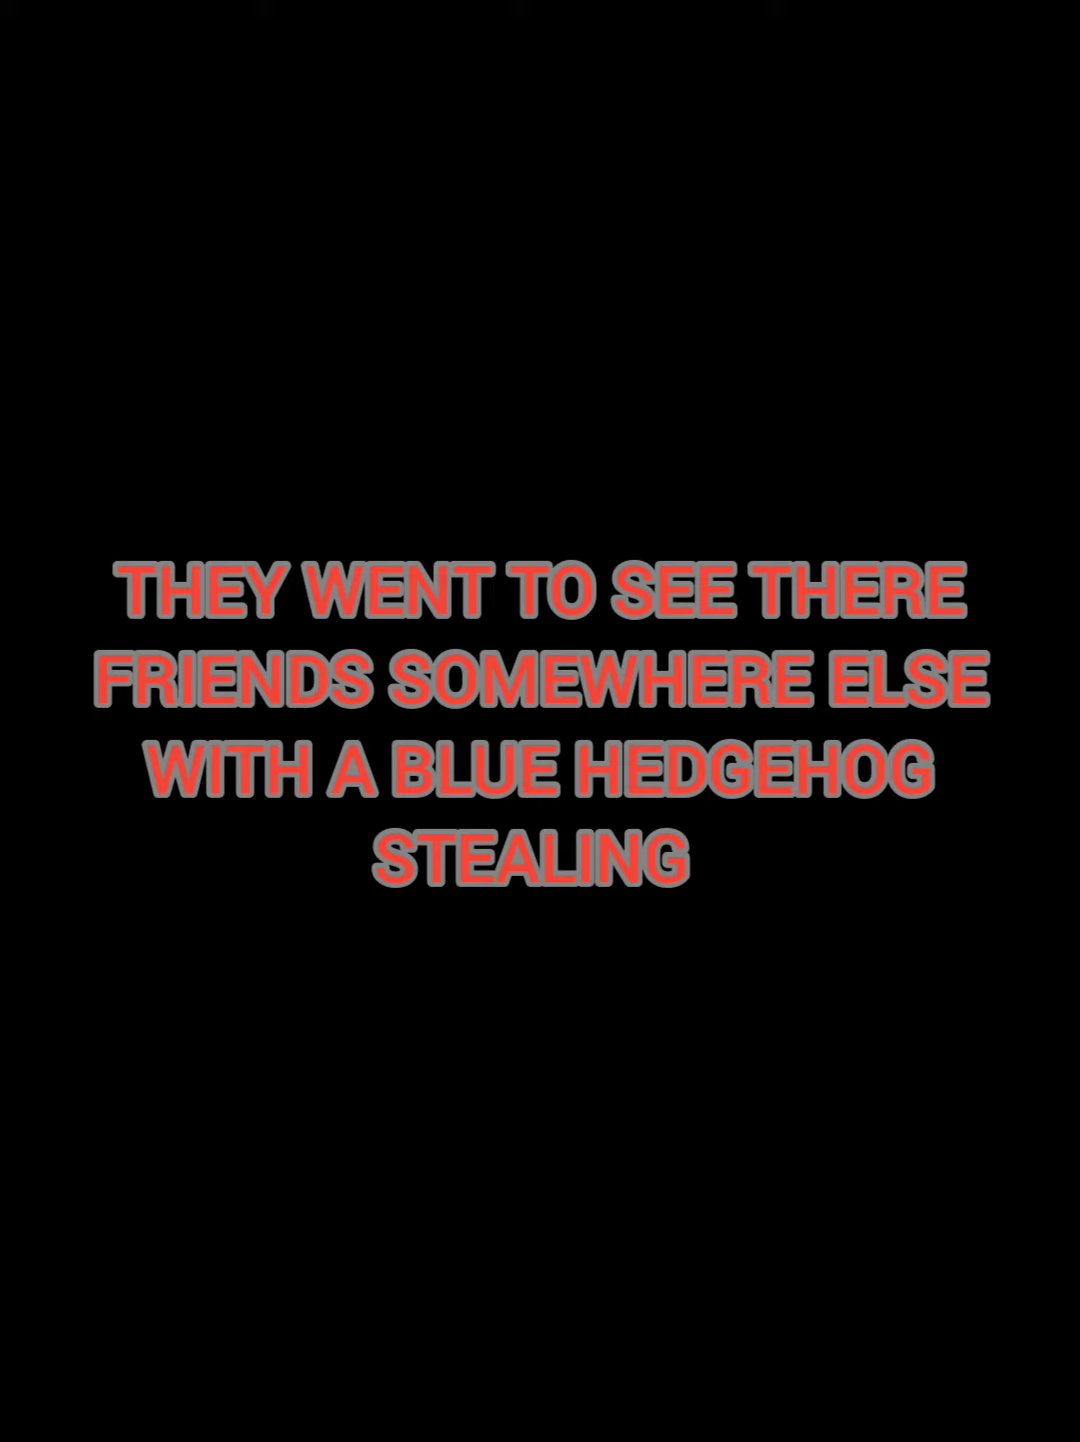 THEY WENT TO SEE THERE
FRIENDS SOMEWHERE ELSE
WITH A BLUE HEDGEHOG
STEALING